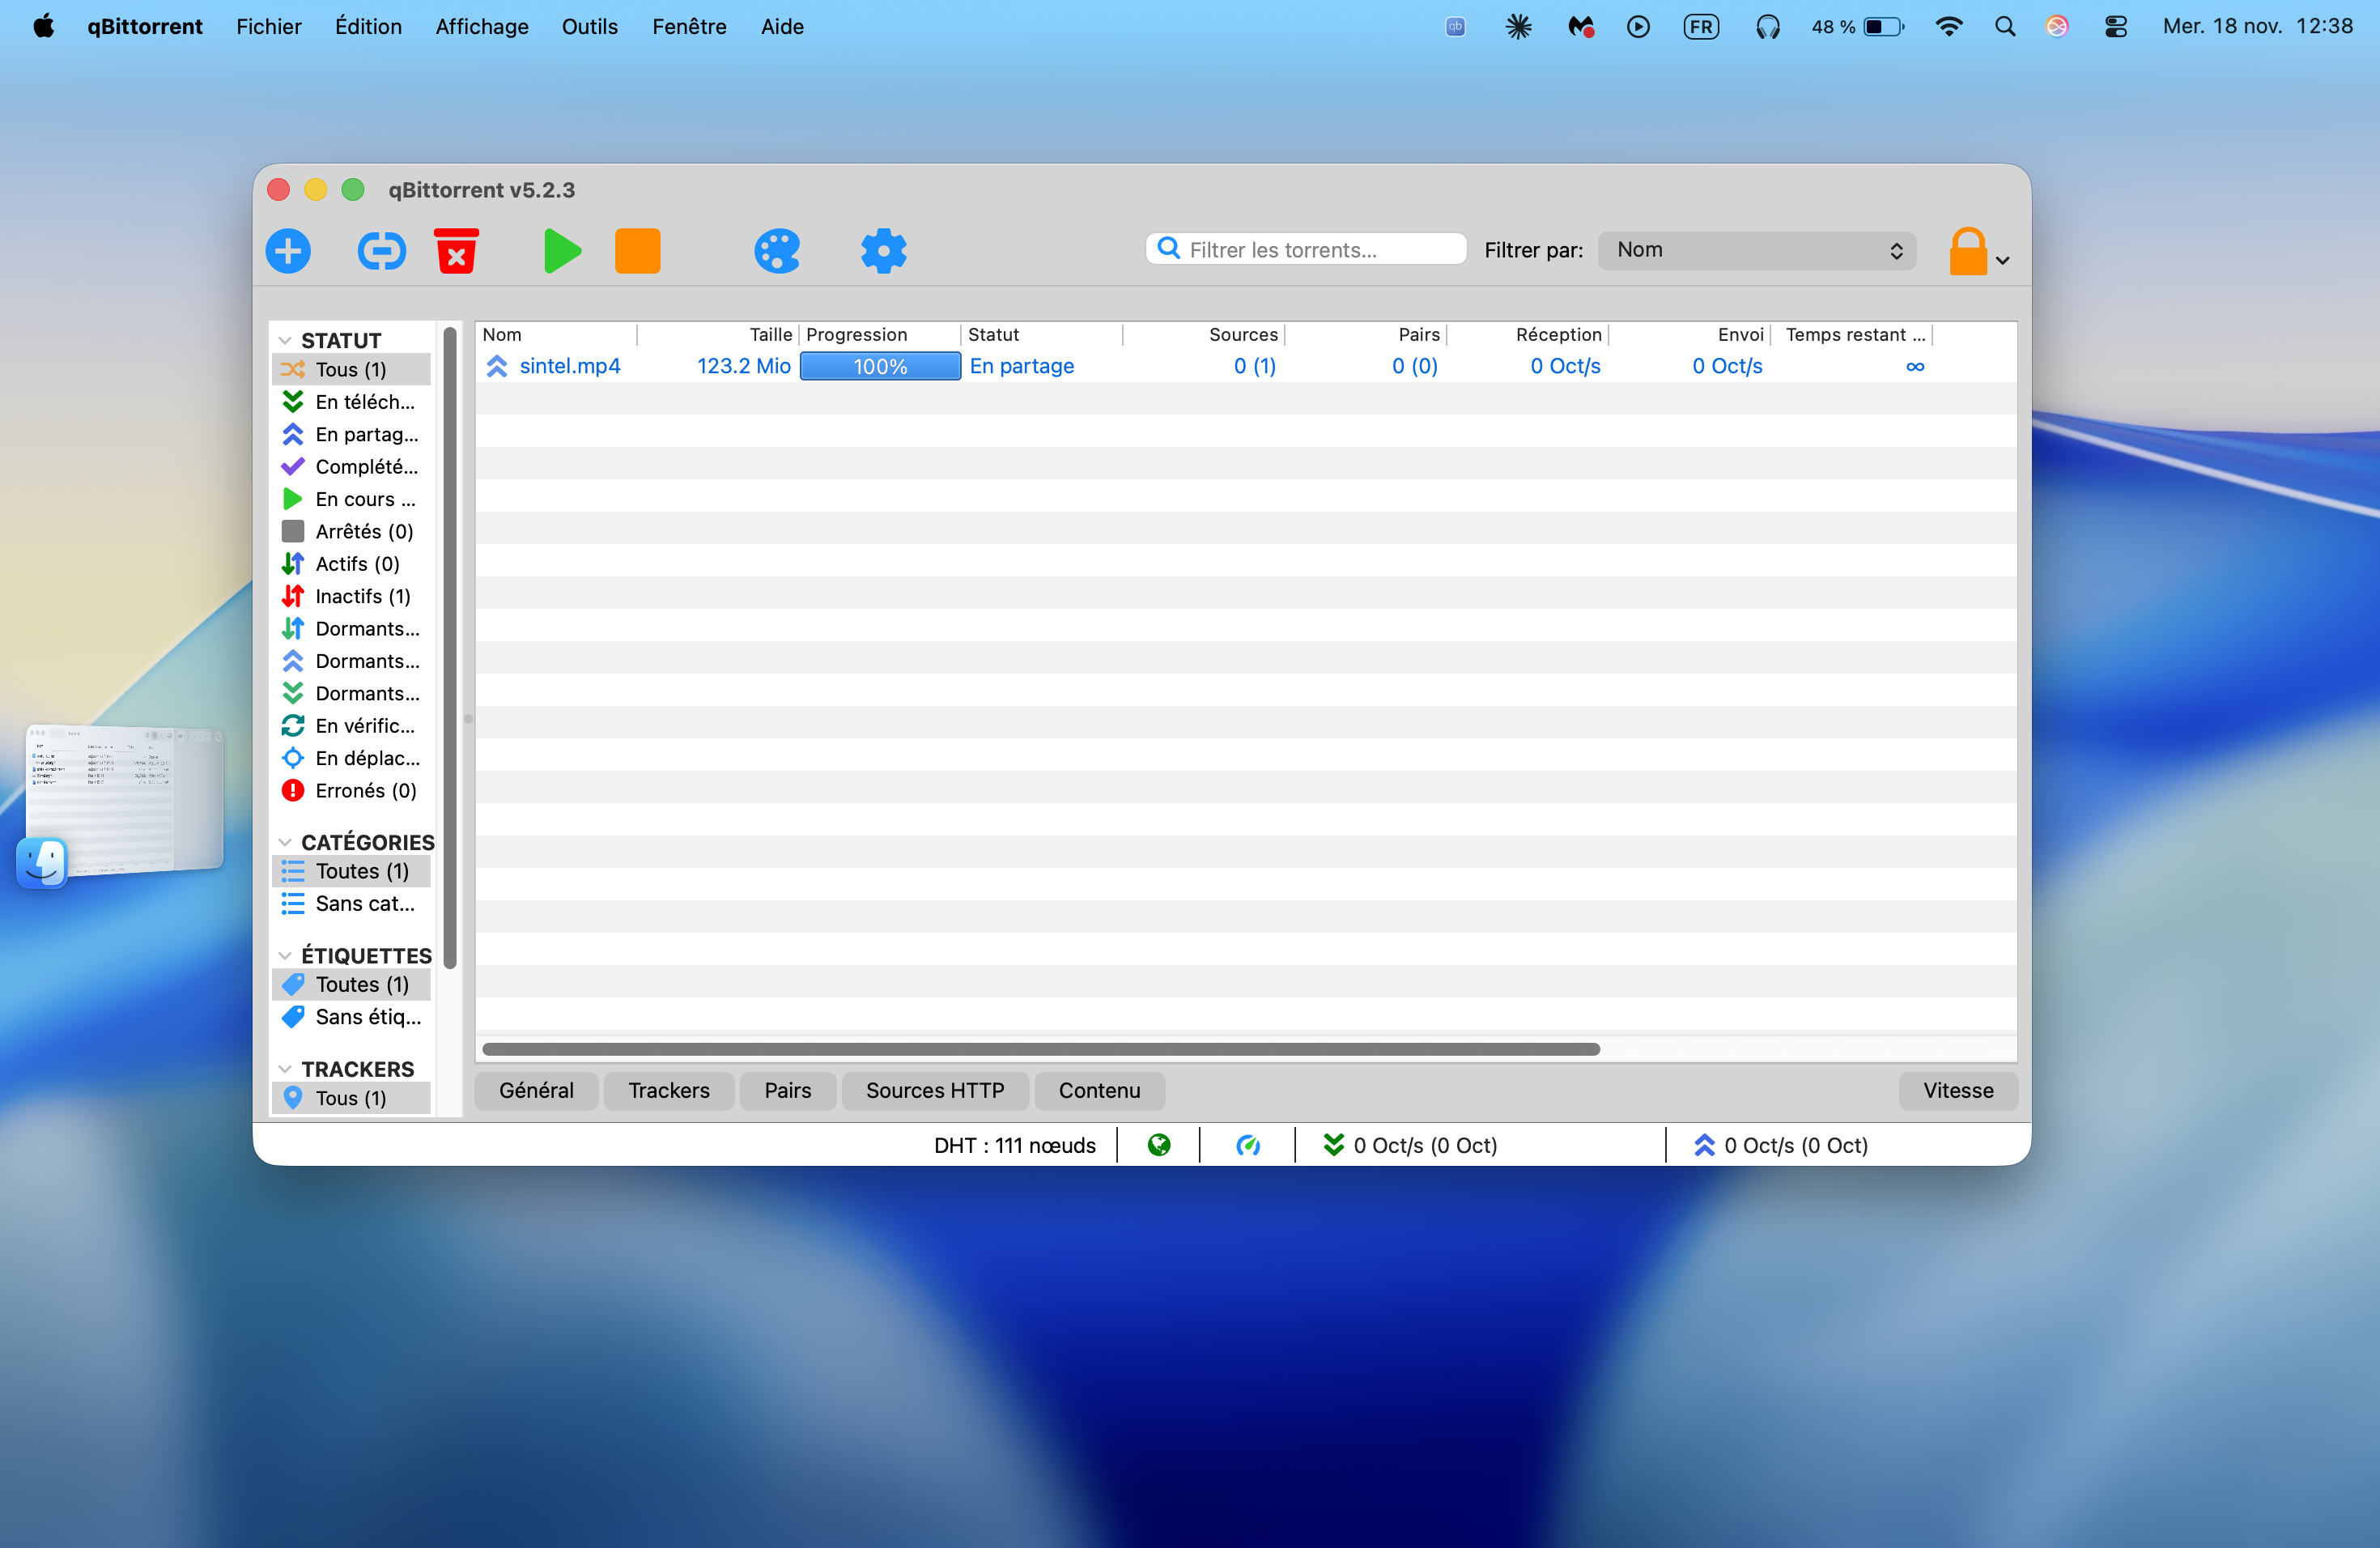 qBittorrent Fichier Édition Affichage Outils Fenêtre Aide qb FR 48 % Mer. 18 nov. 12:38
qBittorrent v5.2.3
Filtrer les torrents... Filtrer par: Nom
STATUT
Tous (1)
En téléch...
En partag...
Complété...
En cours ...
Arrêtés (0)
Actifs (0)
Inactifs (1)
Dormants...
Dormants...
Dormants...
En vérific...
En déplac...
Erronés (0)
CATÉGORIES
Toutes (1)
Sans cat...
ÉTIQUETTES
Toutes (1)
Sans étiq...
TRACKERS
Tous (1)
Nom Taille Progression Statut Sources Pairs Réception Envoi Temps restant ...
sintel.mp4 123.2 Mio 100% En partage 0 (1) 0 (0) 0 Oct/s 0 Oct/s ∞
Général Trackers Pairs Sources HTTP Contenu Vitesse
DHT : 111 nœuds 0 Oct/s (0 Oct) 0 Oct/s (0 Oct)